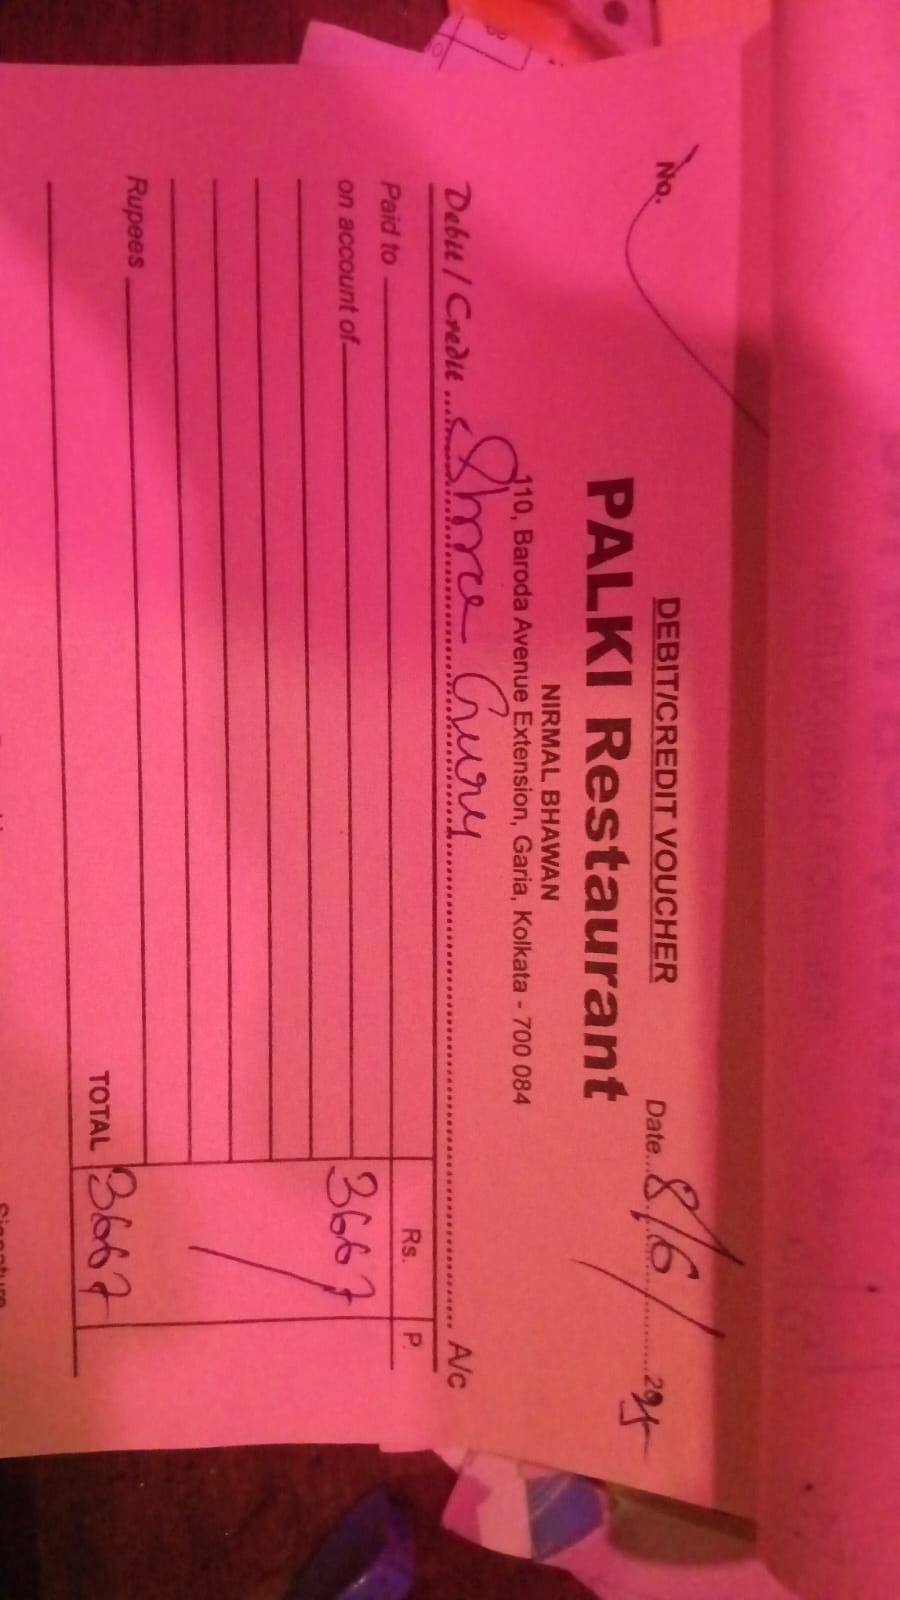 DEBIT/CREDIT VOUCHER
No.
Date 8/6/2025
PALKI Restaurant
NIRMAL BHAWAN
110, Baroda Avenue Extension, Garia, Kolkata - 700 084
Debit / Credit Shree Guru A/c
Rs. P.
Paid to
on account of 3667
Rupees
TOTAL 3667